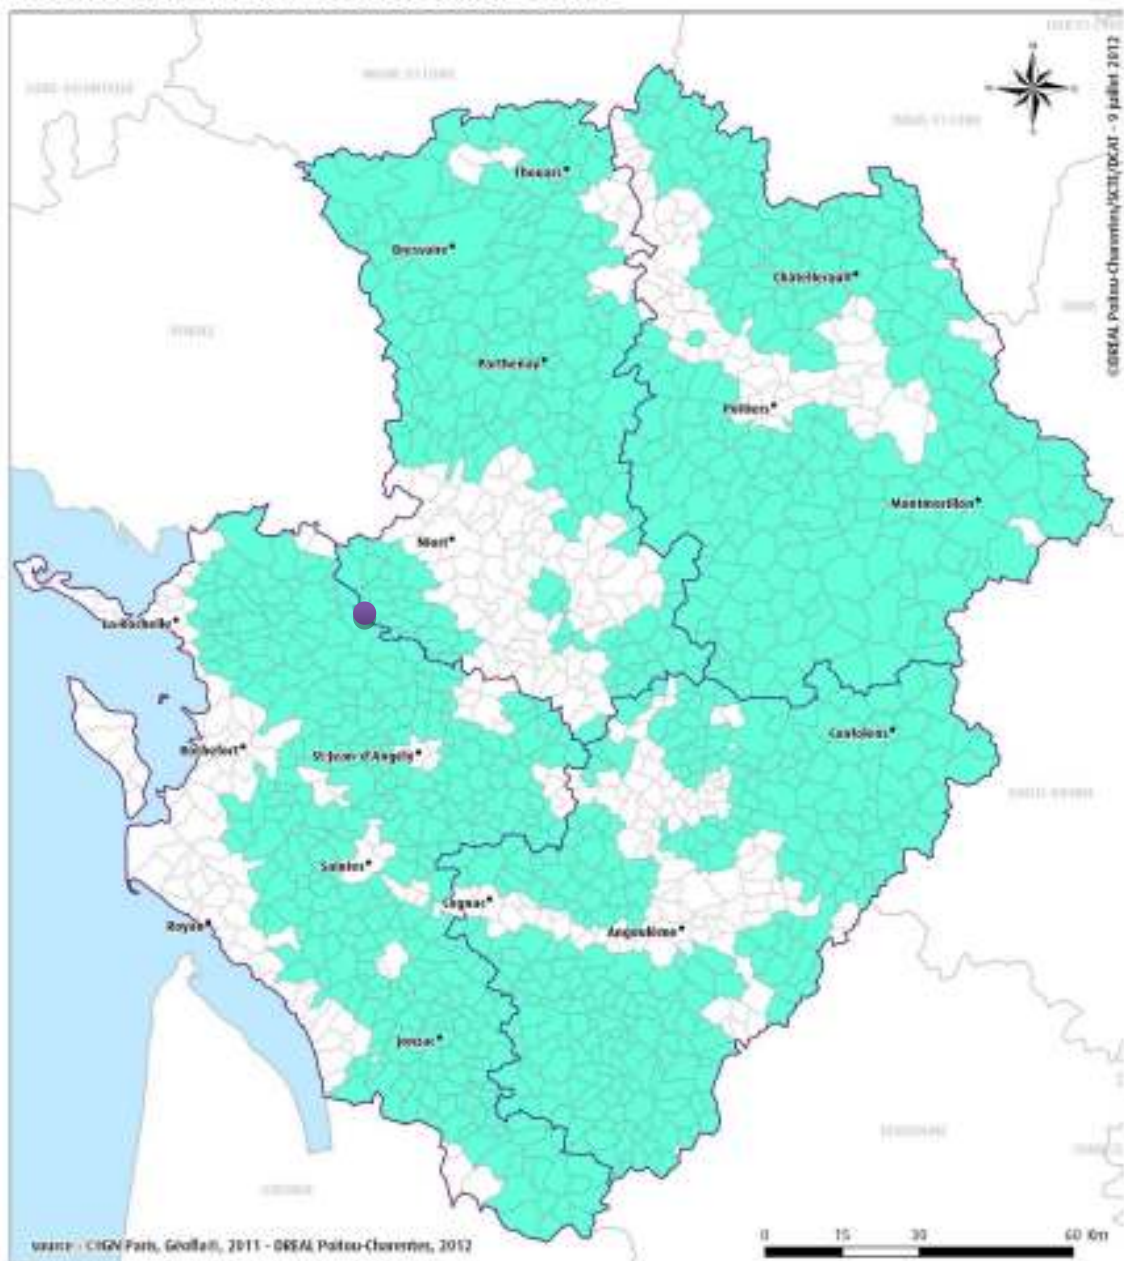 N
©DREAL Poitou-Charentes/SCTE/DCAT - 9 juillet 2012
Thouars
Bressuire
Châtellerault
Parthenay
Poitiers
Montmorillon
Niort
La Rochelle
Rochefort
St-Jean-d'Angély
Confolens
Saintes
Cognac
Royan
Angoulême
Jonzac
source - ©IGN Paris, Géofla®, 2011 - DREAL Poitou-Charentes, 2012
0 15 30 60 Km